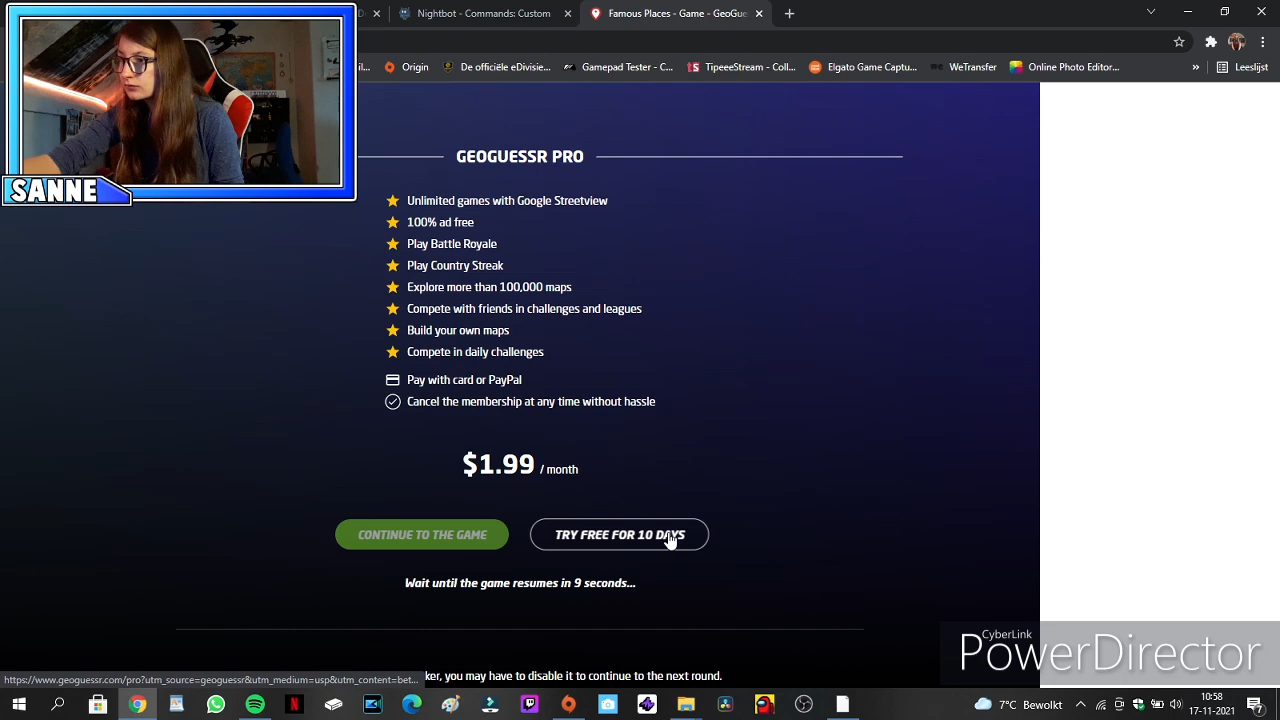 Nightbot - Commands: Custom
Famous Places - Game - GeoGues
Origin
De officiële eDivisie...
Gamepad Tester - C...
TipeeeStream - Coll...
we WeTransfer
Elgato Game Captu...
Online Photo Editor...
» Leeslijst
SANNE
GEOGUESSR PRO
Unlimited games with Google Streetview
100% ad free
Play Battle Royale
Play Country Streak
Explore more than 100,000 maps
Compete with friends in challenges and leagues
Build your own maps
Compete in daily challenges
Pay with card or PayPal
Cancel the membership at any time without hassle
$1.99 / month
CONTINUE TO THE GAME
TRY FREE FOR 10 DAYS
Wait until the game resumes in 9 seconds...
CyberLink
PowerDirector
https://www.geoguessr.com/pro?utm_source=geoguessr&utm_medium=usp&utm_content=bet...
ker, you may have to disable it to continue to the next round.
7°C Bewolkt
10:58
17-11-2021